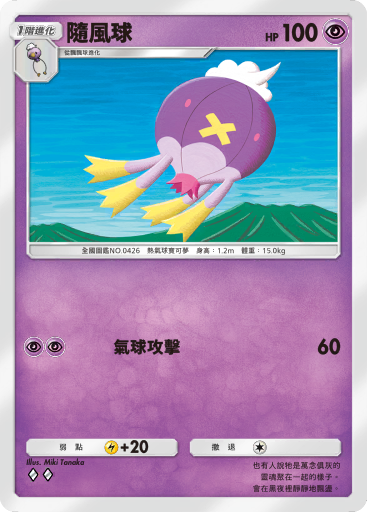 1階進化
隨風球
HP 100
從飄飄球進化
全國圖鑑NO.0426 熱氣球寶可夢 身高：1.2m 體重：15.0kg
氣球攻擊 60
弱點 +20 撤退
Illus. Miki Tanaka
也有人說牠是萬念俱灰的
靈魂聚在一起的樣子。
會在黑夜裡靜靜地飄過。